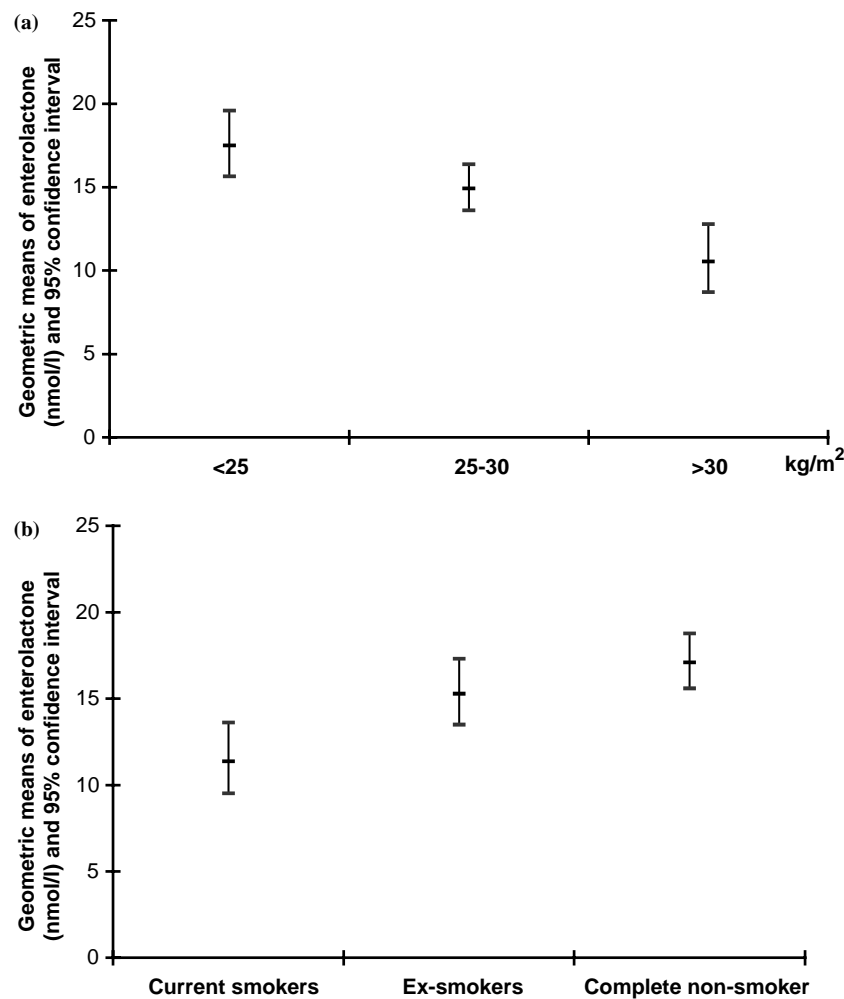 (a)
Geometric means of enterolactone
(nmol/l) and 95% confidence interval
25
20
15
10
5
0
<25 25-30 >30 kg/m²
(b)
Geometric means of enterolactone
(nmol/l) and 95% confidence interval
25
20
15
10
5
0
Current smokers Ex-smokers Complete non-smoker